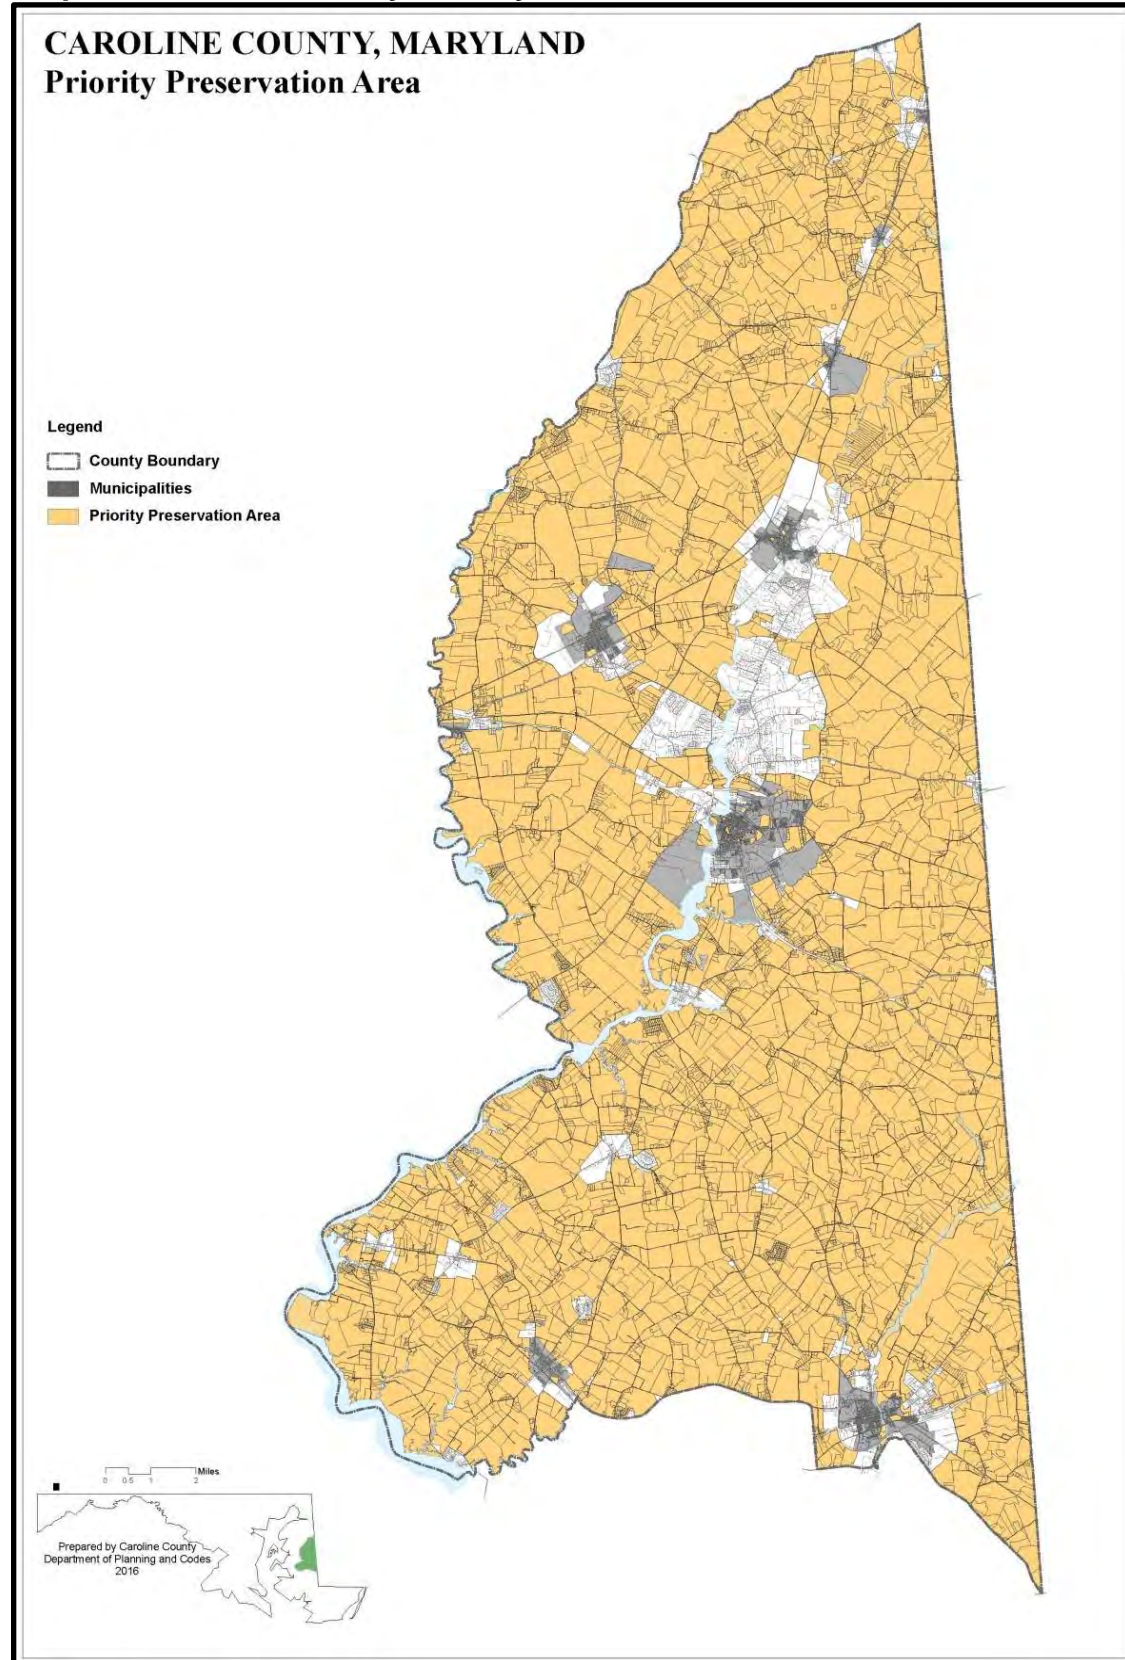 CAROLINE COUNTY, MARYLAND
Priority Preservation Area
Legend
County Boundary
Municipalities
Priority Preservation Area
Miles
0 0.5 1 2
Prepared by Caroline County
Department of Planning and Codes
2016